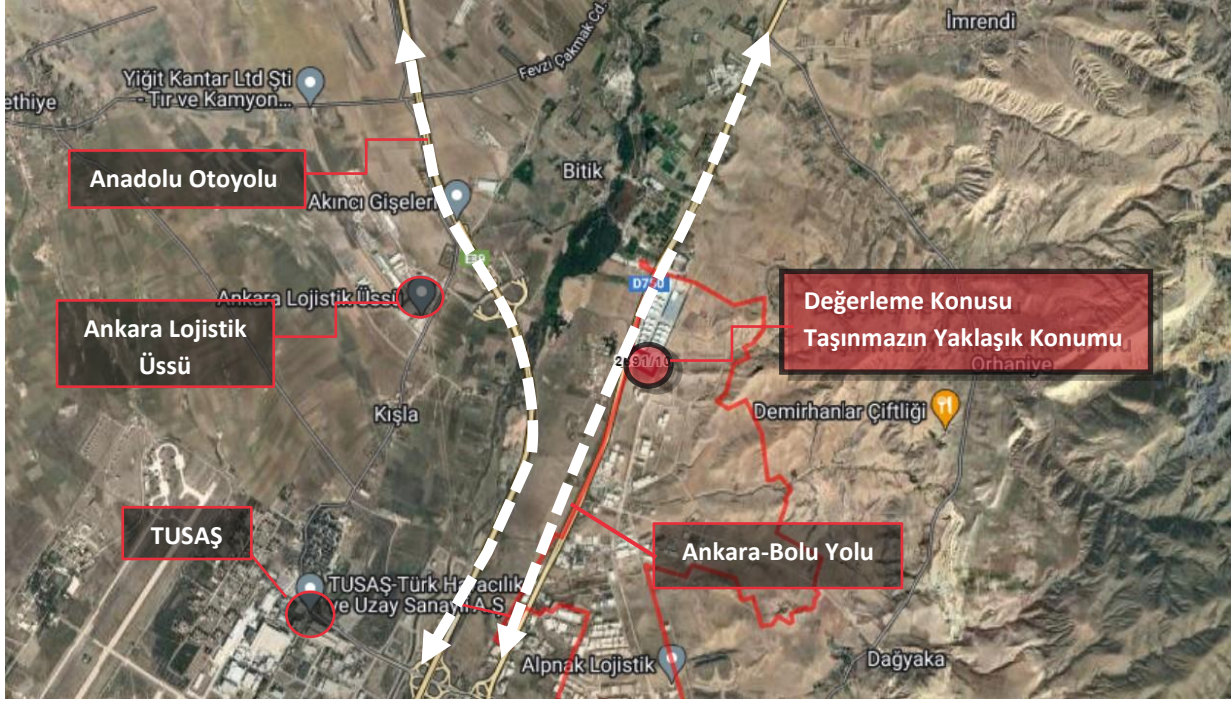 İmrendi
Fevzi Çakmak Cd.
Yiğit Kantar Ltd Şti
- Tır ve Kamyon...
ethiye
Anadolu Otoyolu
Bitik
Akıncı Gişeleri
E89
D750
Ankara Lojistik Üssü
Ankara Lojistik
Üssü
Değerleme Konusu
Taşınmazın Yaklaşık Konumu
Orhaniye
Kışla
Demirhanlar Çiftliği
TUSAŞ
Ankara-Bolu Yolu
TUSAŞ-Türk Havacılık
ve Uzay Sanayii A.Ş.
Alpnak Lojistik
Dağyaka